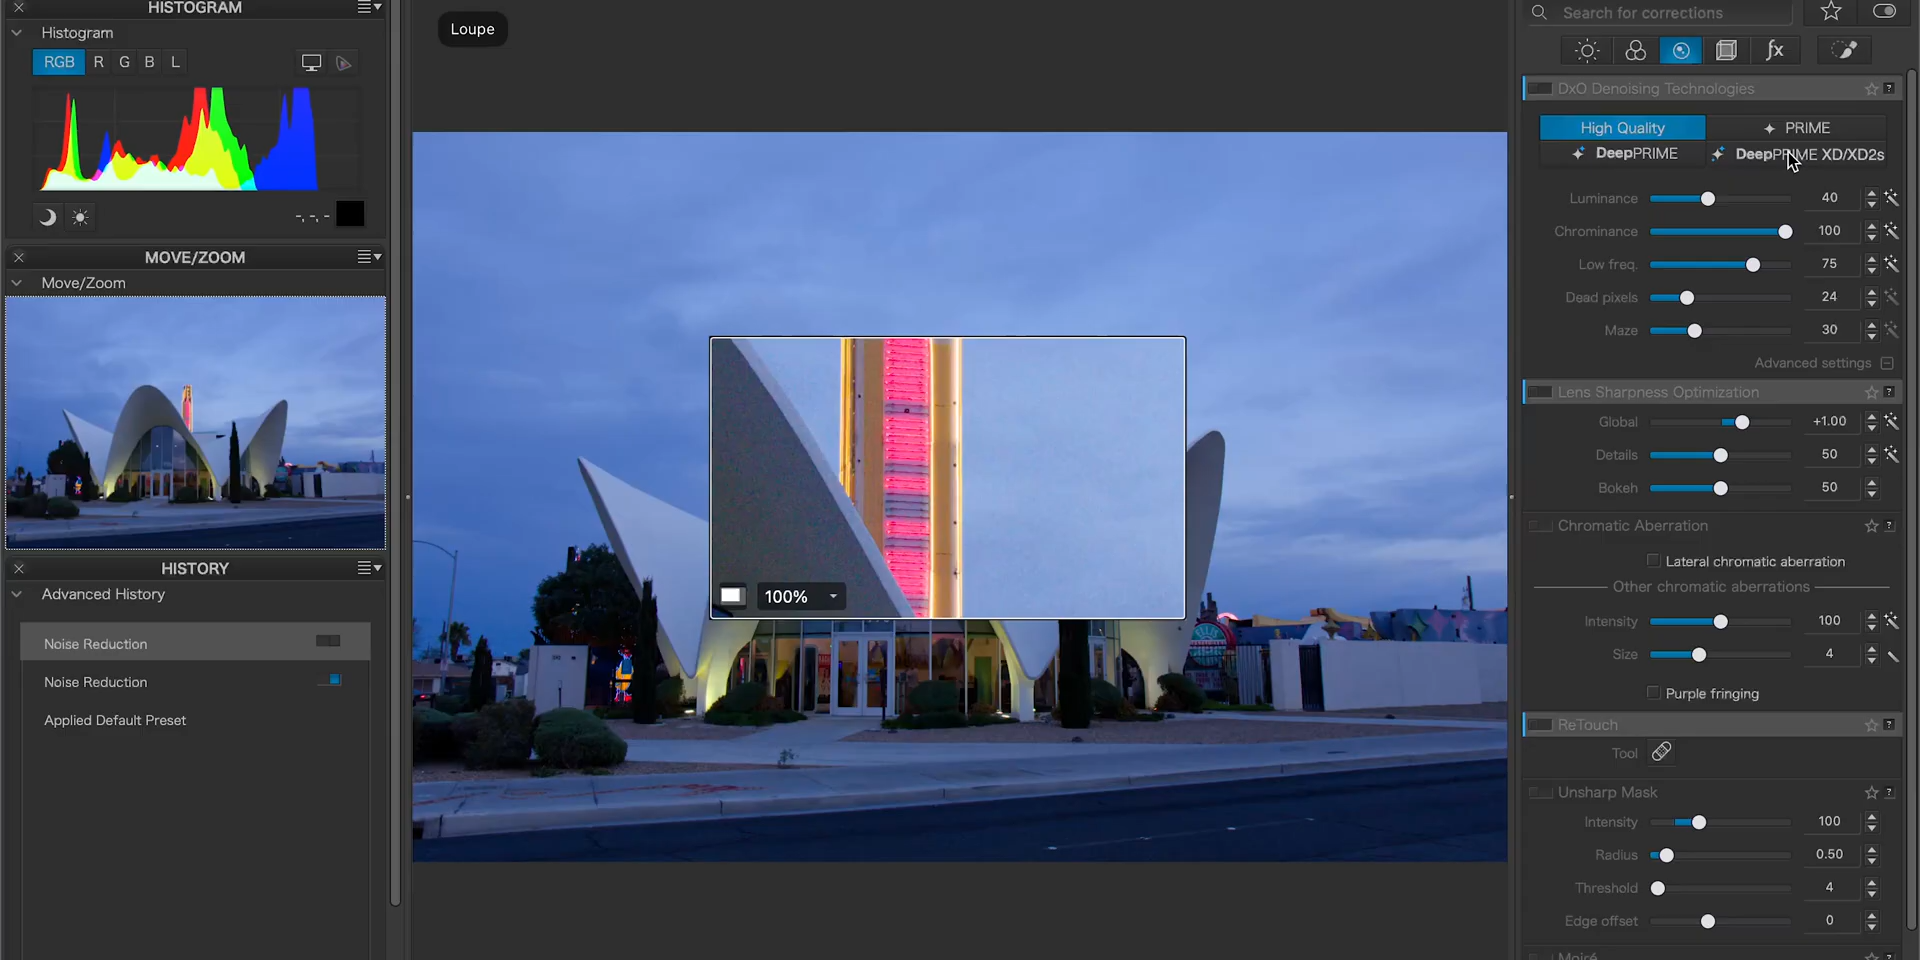 HISTOGRAM
Histogram
RGB R G B L
-,-,-
MOVE/ZOOM
Move/Zoom
HISTORY
Advanced History
Noise Reduction
Noise Reduction
Applied Default Preset
Loupe
100%
Search for corrections
fx
DxO Denoising Technologies ?
High Quality PRIME
DeepPRIME DeepPRIME XD/XD2s
Luminance 40
Chrominance 100
Low freq. 75
Dead pixels 24
Maze 30
Advanced settings
Lens Sharpness Optimization ?
Global +1.00
Details 50
Bokeh 50
Chromatic Aberration ?
Lateral chromatic aberration
Other chromatic aberrations
Intensity 100
Size 4
Purple fringing
ReTouch ?
Tool
Unsharp Mask ?
Intensity 100
Radius 0.50
Threshold 4
Edge offset 0
Moiré